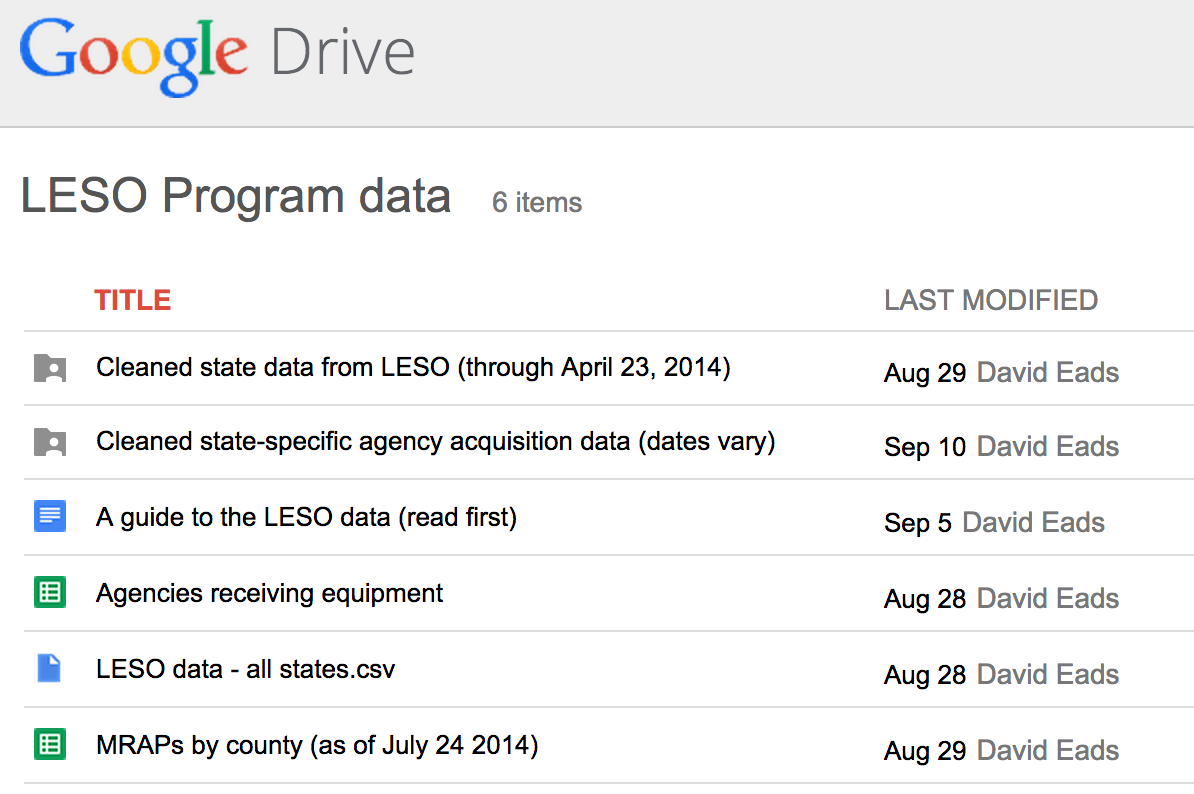 Google Drive
LESO Program data 6 items
TITLE LAST MODIFIED
Cleaned state data from LESO (through April 23, 2014) Aug 29 David Eads
Cleaned state-specific agency acquisition data (dates vary) Sep 10 David Eads
A guide to the LESO data (read first) Sep 5 David Eads
Agencies receiving equipment Aug 28 David Eads
LESO data - all states.csv Aug 28 David Eads
MRAPs by county (as of July 24 2014) Aug 29 David Eads